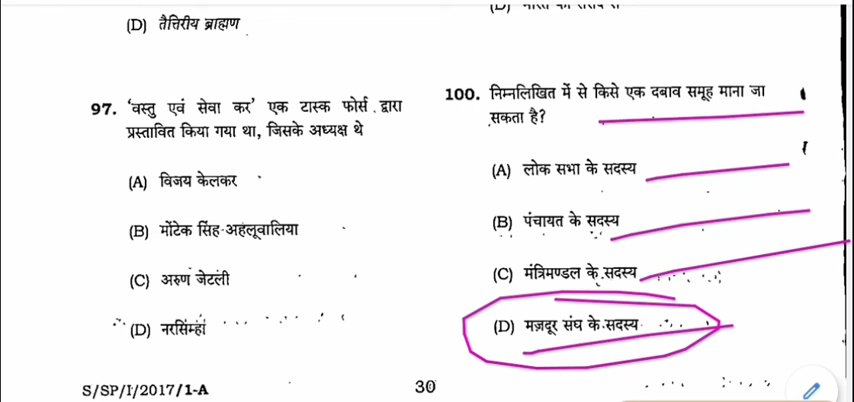 (D) तैत्तिरीय ब्राह्मण
97. 'वस्तु एवं सेवा कर' एक टास्क फोर्स द्वारा
प्रस्तावित किया गया था, जिसके अध्यक्ष थे
(A) विजय केलकर
(B) मोंटेक सिंह अहलूवालिया
(C) अरुण जेटली
(D) नरसिम्हा
100. निम्नलिखित में से किसे एक दबाव समूह माना जा
सकता है?
(A) लोक सभा के सदस्य
(B) पंचायत के सदस्य
(C) मंत्रिमण्डल के सदस्य
(D) मज़दूर संघ के सदस्य
S/SP/I/2017/1-A
30